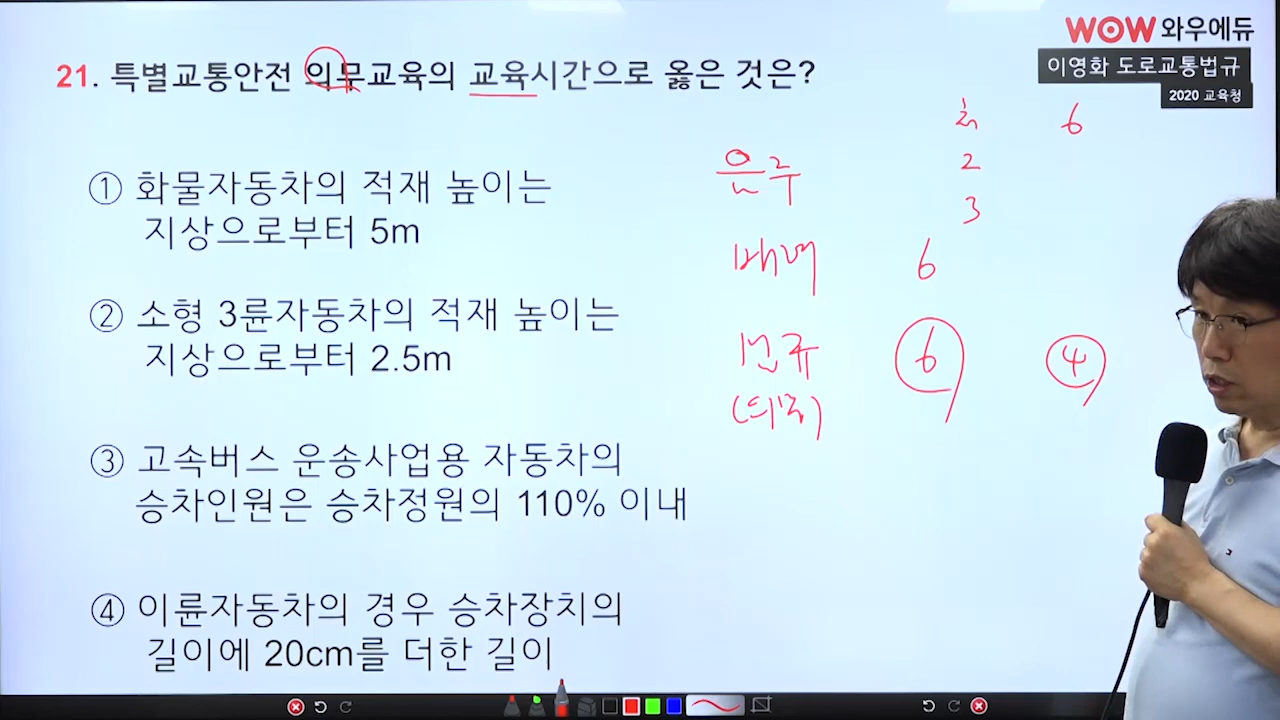 WOW 와우에듀
이영화 도로교통법규
2020 교육청
21. 특별교통안전 의무교육의 교육시간으로 옳은 것은?
① 화물자동차의 적재 높이는
지상으로부터 5m
② 소형 3륜자동차의 적재 높이는
지상으로부터 2.5m
③ 고속버스 운송사업용 자동차의
승차인원은 승차정원의 110% 이내
④ 이륜자동차의 경우 승차장치의
길이에 20cm를 더한 길이
6
음주 2
3
6
6 4